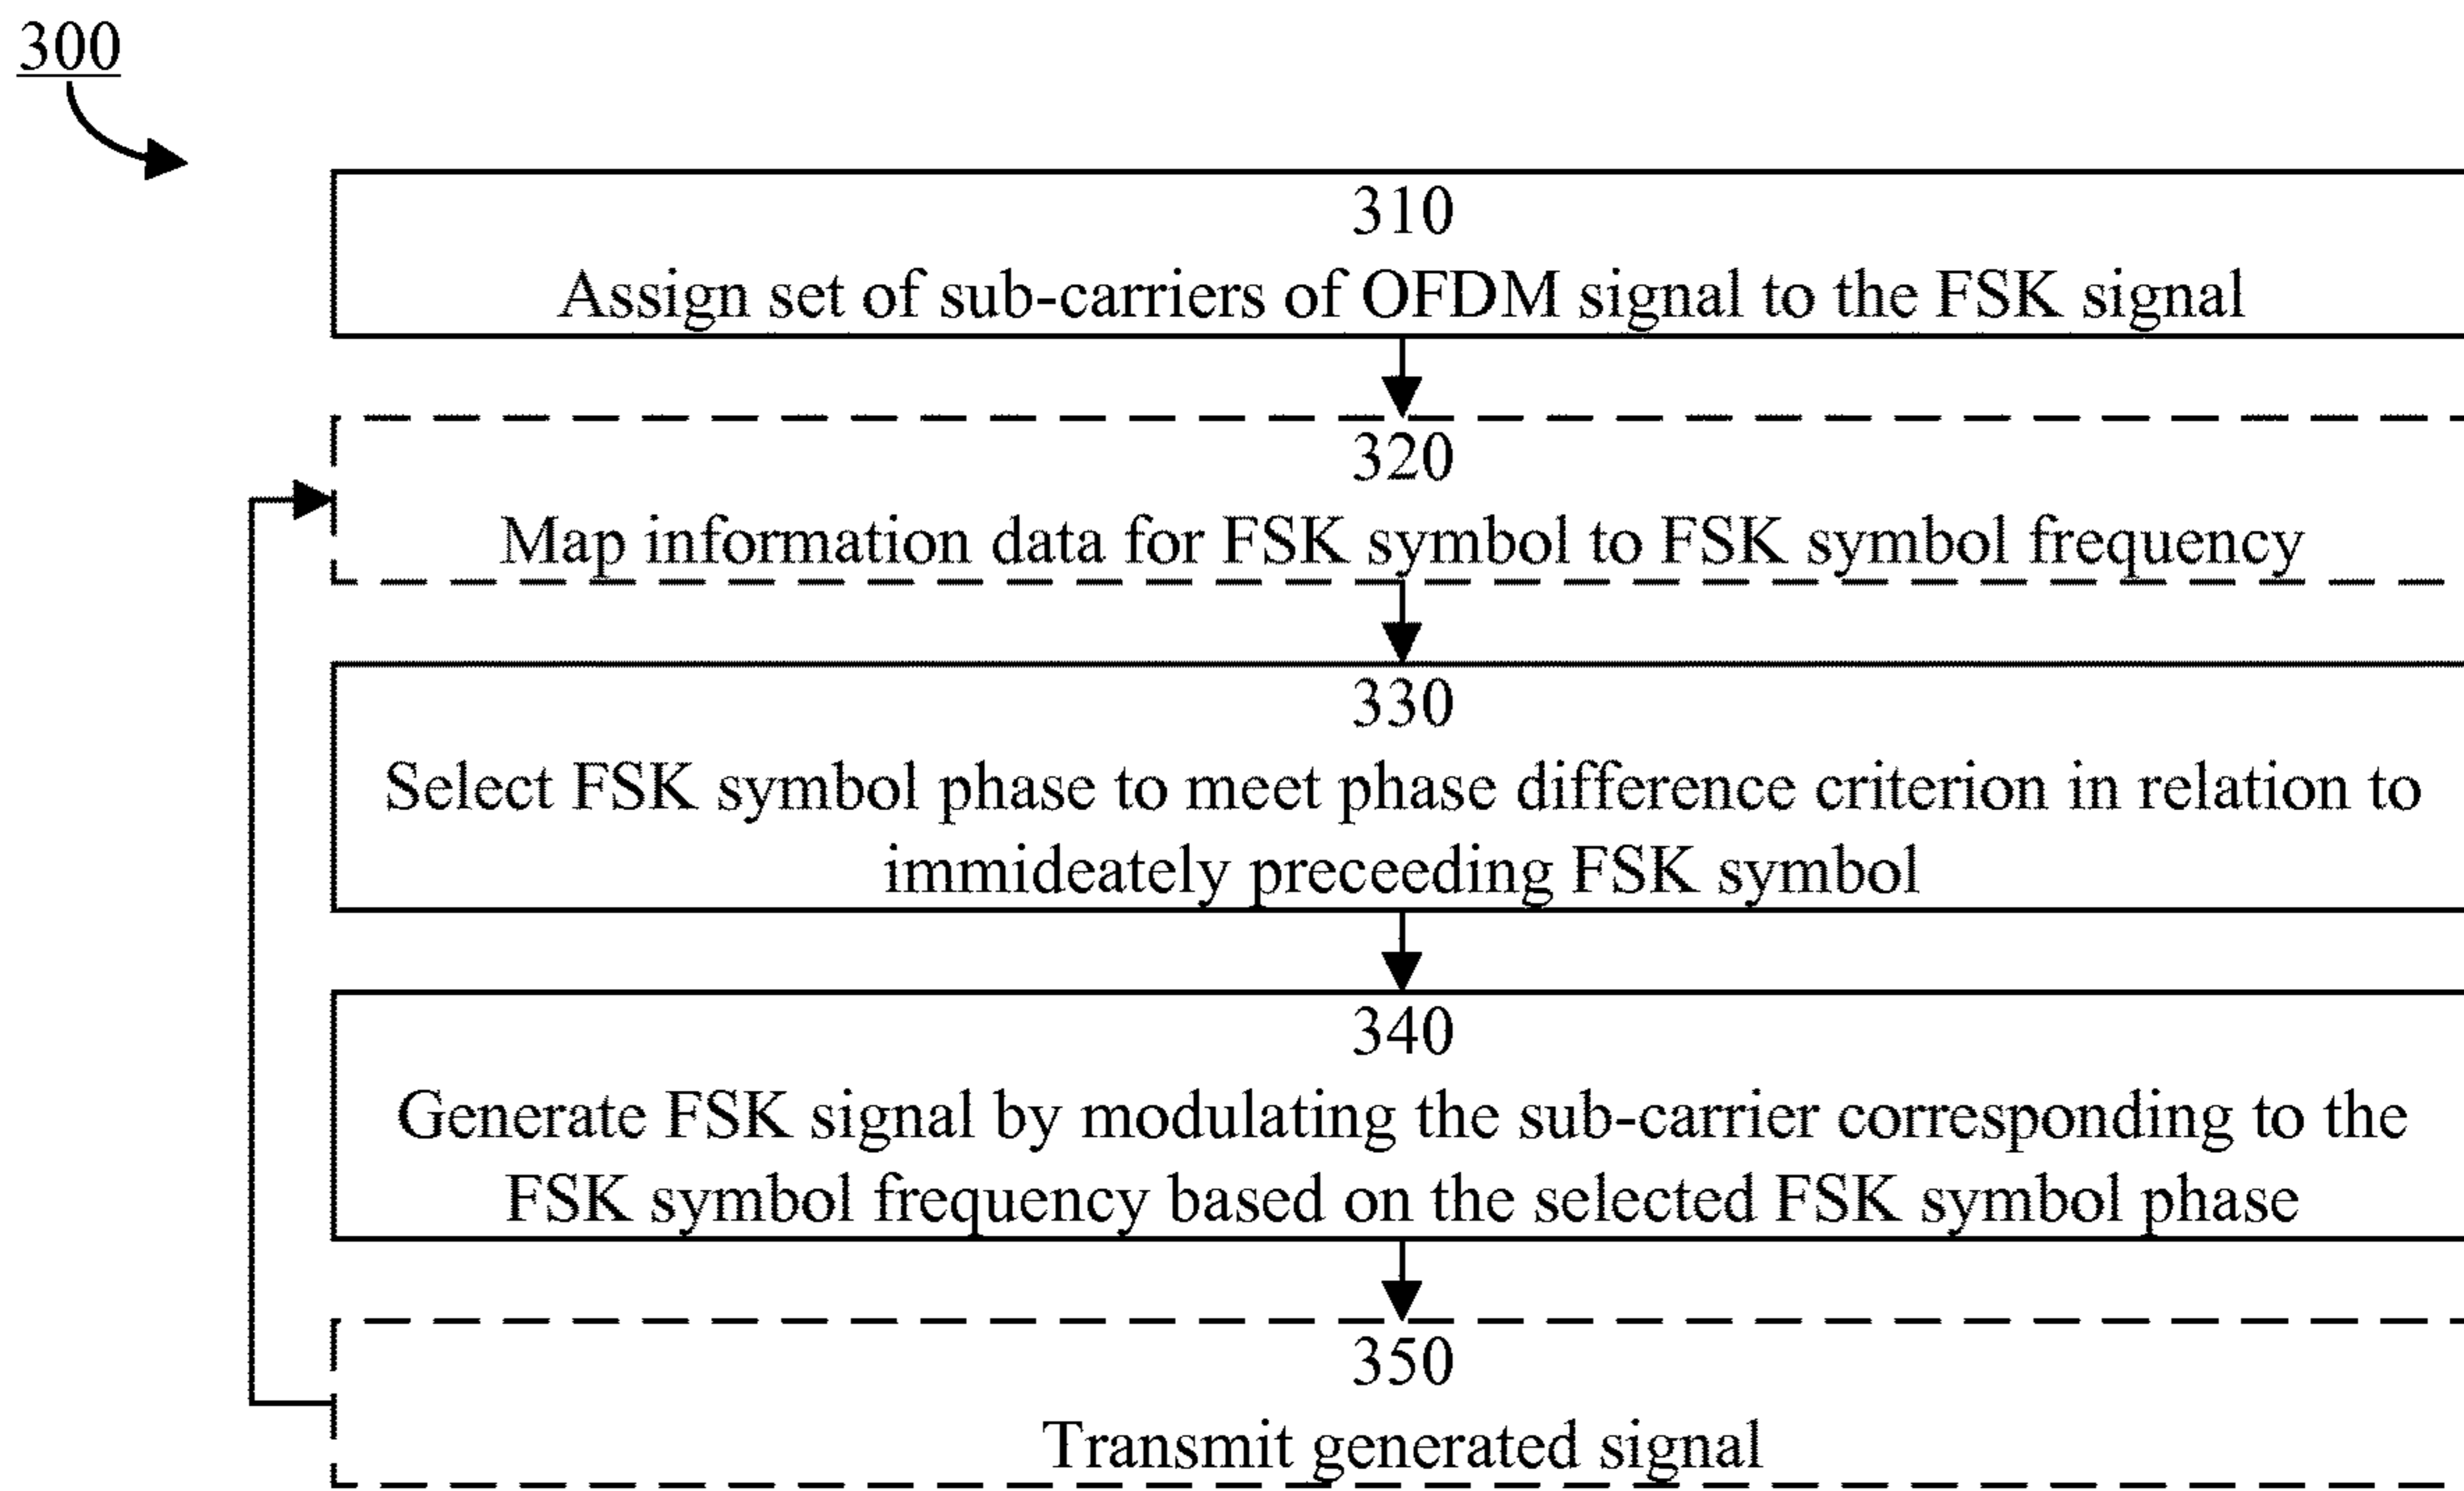 300
310
Assign set of sub-carriers of OFDM signal to the FSK signal
320
Map information data for FSK symbol to FSK symbol frequency
330
Select FSK symbol phase to meet phase difference criterion in relation to
immideately preceeding FSK symbol
340
Generate FSK signal by modulating the sub-carrier corresponding to the
FSK symbol frequency based on the selected FSK symbol phase
350
Transmit generated signal